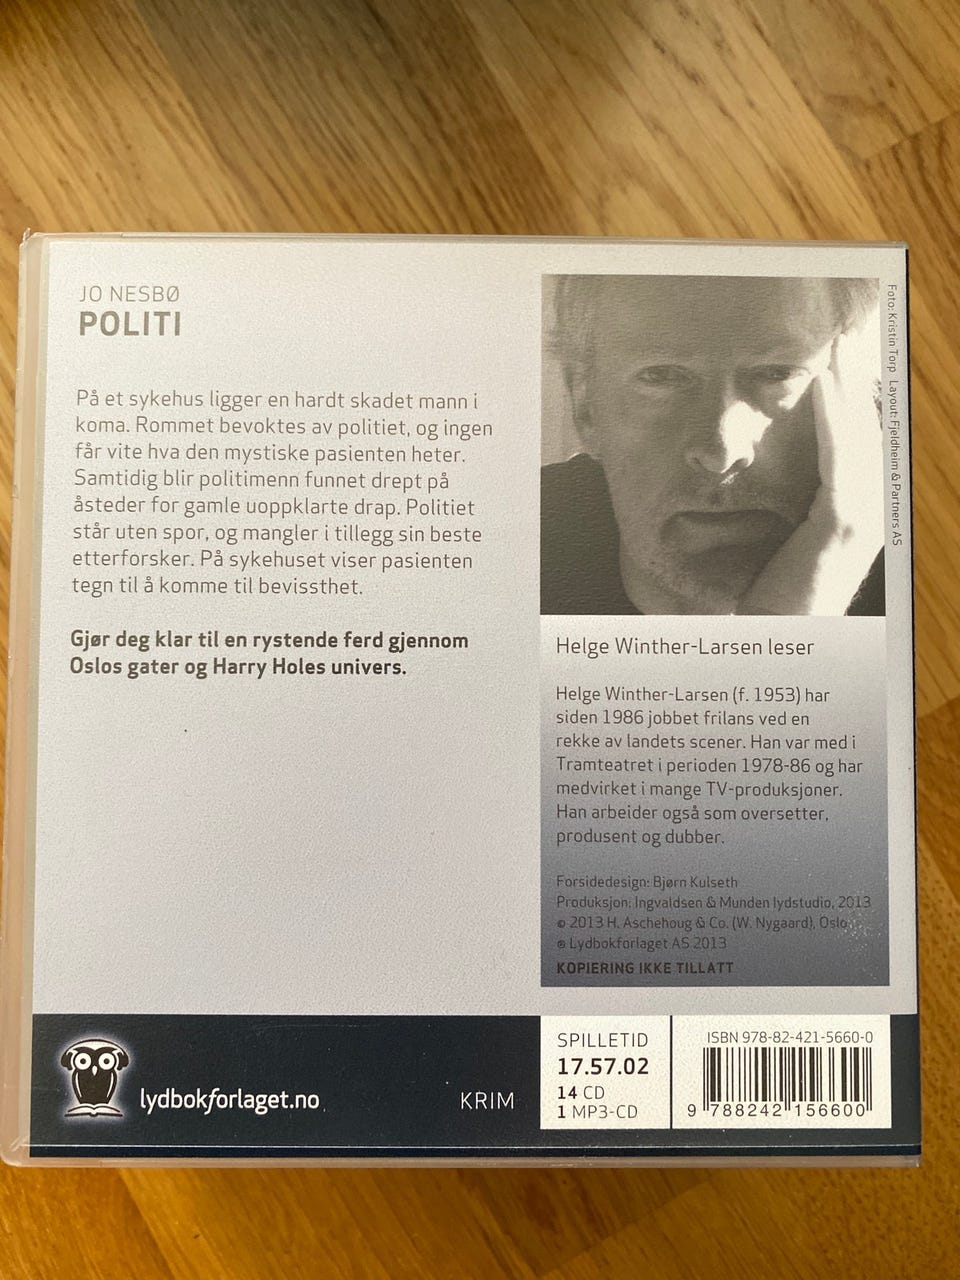 JO NESBØ
POLITI
På et sykehus ligger en hardt skadet mann i
koma. Rommet bevoktes av politiet, og ingen
får vite hva den mystiske pasienten heter.
Samtidig blir politimenn funnet drept på
åsteder for gamle uoppklarte drap. Politiet
står uten spor, og mangler i tillegg sin beste
etterforsker. På sykehuset viser pasienten
tegn til å komme til bevissthet.
Gjør deg klar til en rystende ferd gjennom
Oslos gater og Harry Holes univers.
Foto: Kristin Torp Layout: Fjeldheim & Partners AS
Helge Winther-Larsen leser
Helge Winther-Larsen (f. 1953) har
siden 1986 jobbet frilans ved en
rekke av landets scener. Han var med i
Tramteatret i perioden 1978-86 og har
medvirket i mange TV-produksjoner.
Han arbeider også som oversetter,
produsent og dubber.
Forsidedesign: Bjørn Kulseth
Produksjon: Ingvaldsen & Munden lydstudio, 2013
© 2013 H. Aschehoug & Co. (W. Nygaard), Oslo
℗ Lydbokforlaget AS 2013
KOPIERING IKKE TILLATT
lydbokforlaget.no
KRIM
SPILLETID
17.57.02
14 CD
1 MP3-CD
ISBN 978-82-421-5660-0
9 788242 156600